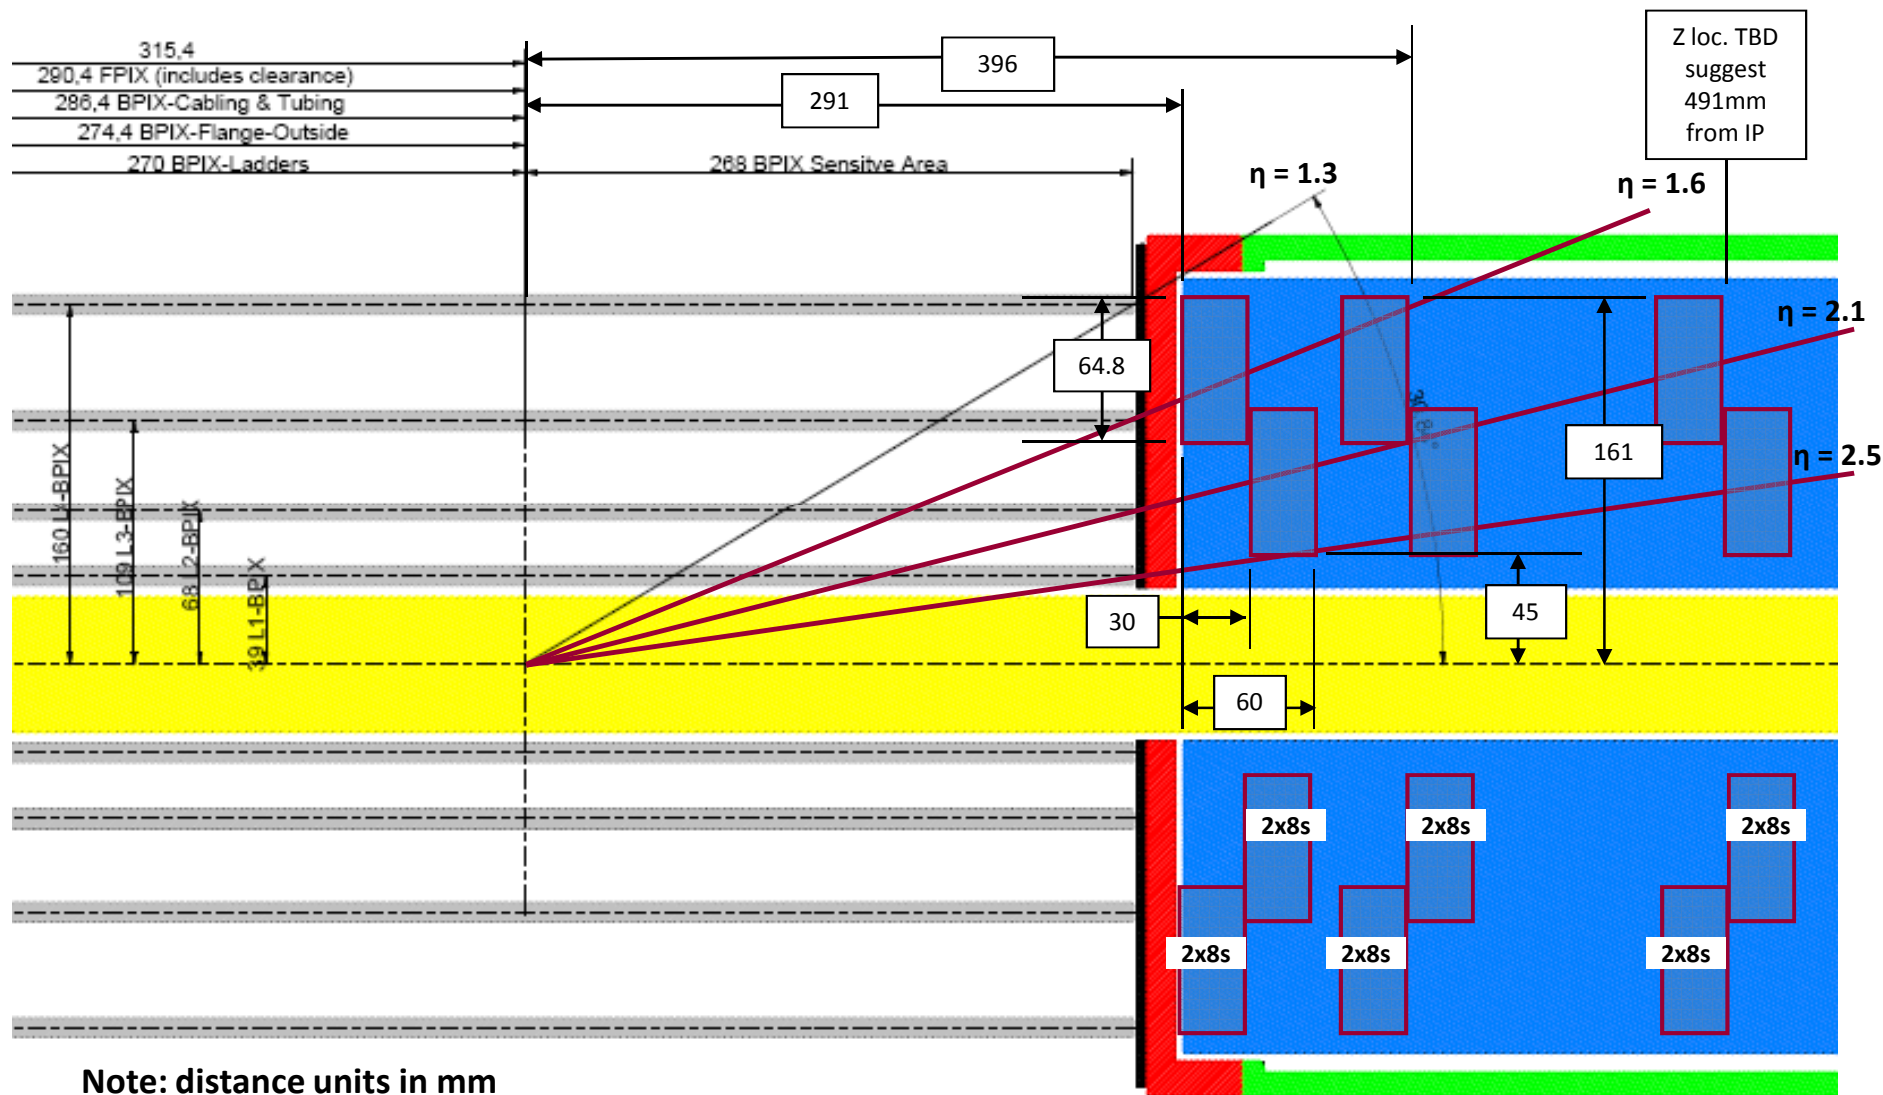 315,4
290,4 FPIX (includes clearance)
286,4 BPIX-Cabling & Tubing
274,4 BPIX-Flange-Outside
270 BPIX-Ladders
396
291
268 BPIX Sensitve Area
Z loc. TBD
suggest
491mm
from IP
η = 1.3
η = 1.6
η = 2.1
η = 2.5
64.8
161
160 L4-BPIX
109 L3-BPIX
68 L2-BPIX
39 L1-BPIX
30
45
60
2x8s
2x8s
2x8s
2x8s
2x8s
2x8s
Note: distance units in mm